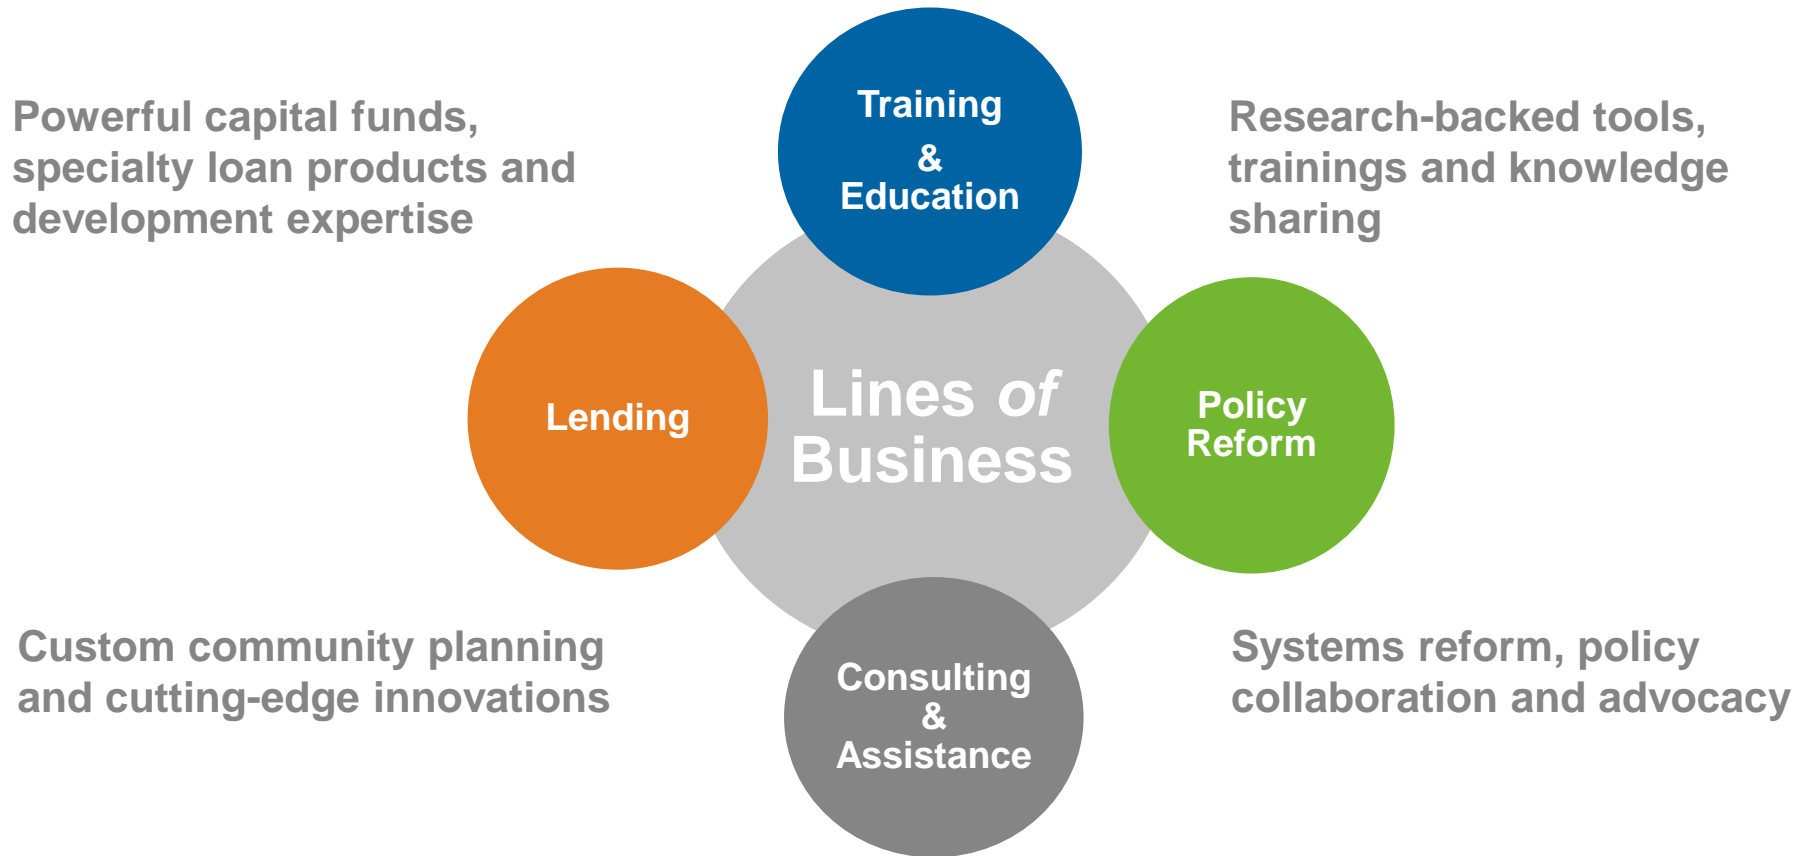 Training
&
Education
Powerful capital funds,
specialty loan products and
development expertise
Research-backed tools,
trainings and knowledge
sharing
Lending
Lines of
Business
Policy
Reform
Custom community planning
and cutting-edge innovations
Consulting
&
Assistance
Systems reform, policy
collaboration and advocacy